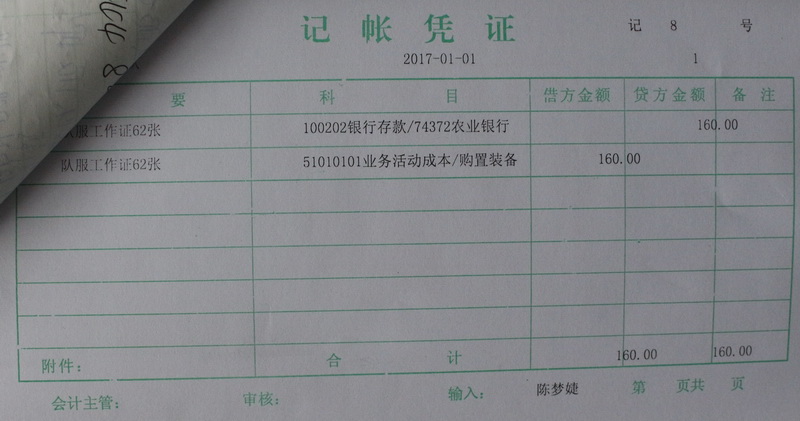 记帐凭证
记 8 号
2017-01-01 1
要 科 目 借方金额 贷方金额 备 注
队服工作证62张 100202银行存款/74372农业银行 160.00
队服工作证62张 51010101业务活动成本/购置装备 160.00
附件： 合 计 160.00 160.00
会计主管： 审核： 输入： 陈梦婕 第 页共 页